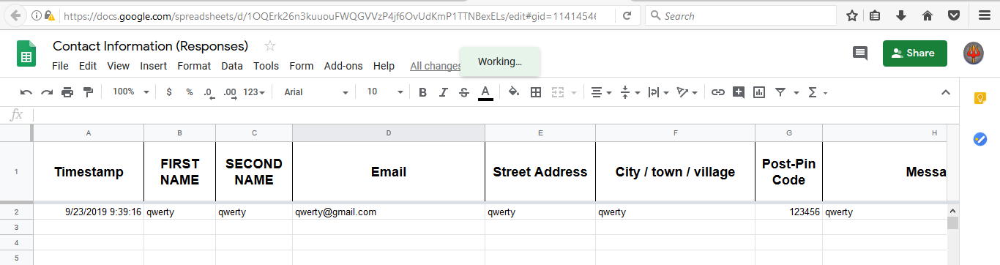 https://docs.google.com/spreadsheets/d/1OQErk26n3kuuouFWQGVVzP4jf6OvUdKmP1TTNBexELs/edit#gid=11414546
Search
Contact Information (Responses)
File Edit View Insert Format Data Tools Form Add-ons Help All changes
Working...
Share
100% $ % .0 .00 123 Arial 10 B I S A Σ
fx
A B C D E F G H
1 Timestamp FIRST NAME SECOND NAME Email Street Address City / town / village Post-Pin Code Messa
2 9/23/2019 9:39:16 qwerty qwerty qwerty@gmail.com qwerty qwerty 123456 qwerty
3
4
5